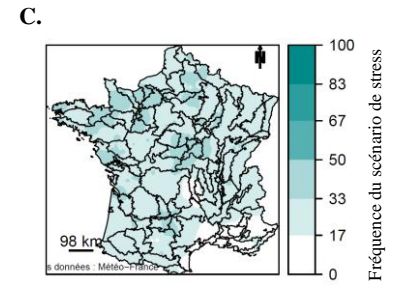 C.
N
100
83
67
50
33
17
0
Fréquence du scénario de stress
98 km
s données : Météo-France